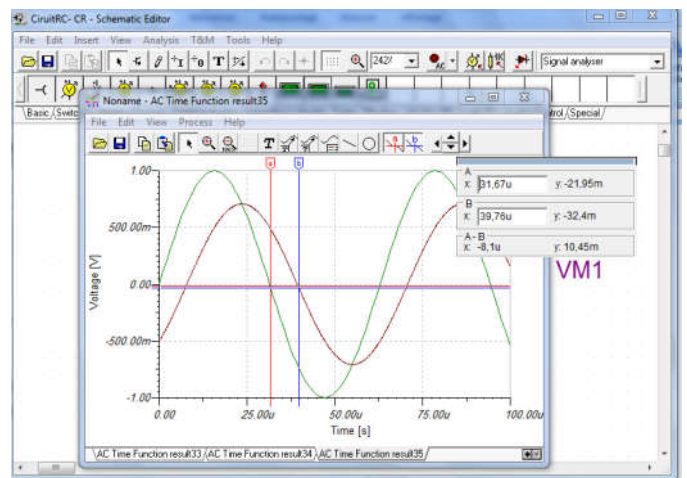 CiruitRC- CR - Schematic Editor
File Edit Insert View Analysis T&M Tools Help
T 242% AC Signal analyser
Basic Switc trol Special
Noname - AC Time Function result35
File Edit View Process Help
T a b
a b
A
x: 31,67u y: -21,95m
B
x: 39,76u y: -32,4m
A - B
x: -8,1u y: 10,45m
VM1
1.00
500.00m
0.00
-500.00m
-1.00
Voltage [V]
0.00 25.00u 50.00u 75.00u 100.00u
Time [s]
AC Time Function result33 AC Time Function result34 AC Time Function result35